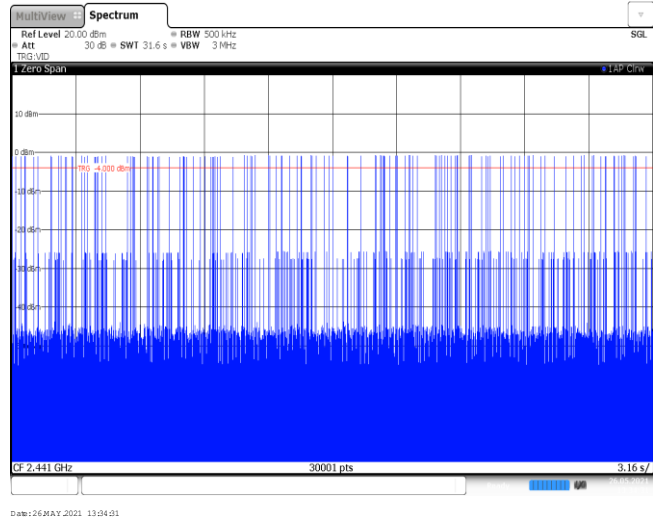 MultiView Spectrum
Ref Level 20.00 dBm RBW 500 kHz SGL
Att 30 dB SWT 31.6 s VBW 3 MHz
TRG:VID
1 Zero Span 1AP Clrw
10 dBm
0 dBm
TRG -4.000 dBm
-10 dBm
-20 dBm
-30 dBm
-40 dBm
CF 2.441 GHz 30001 pts 3.16 s/
26.05.2021
Date:26.MAY.2021 13:34:31